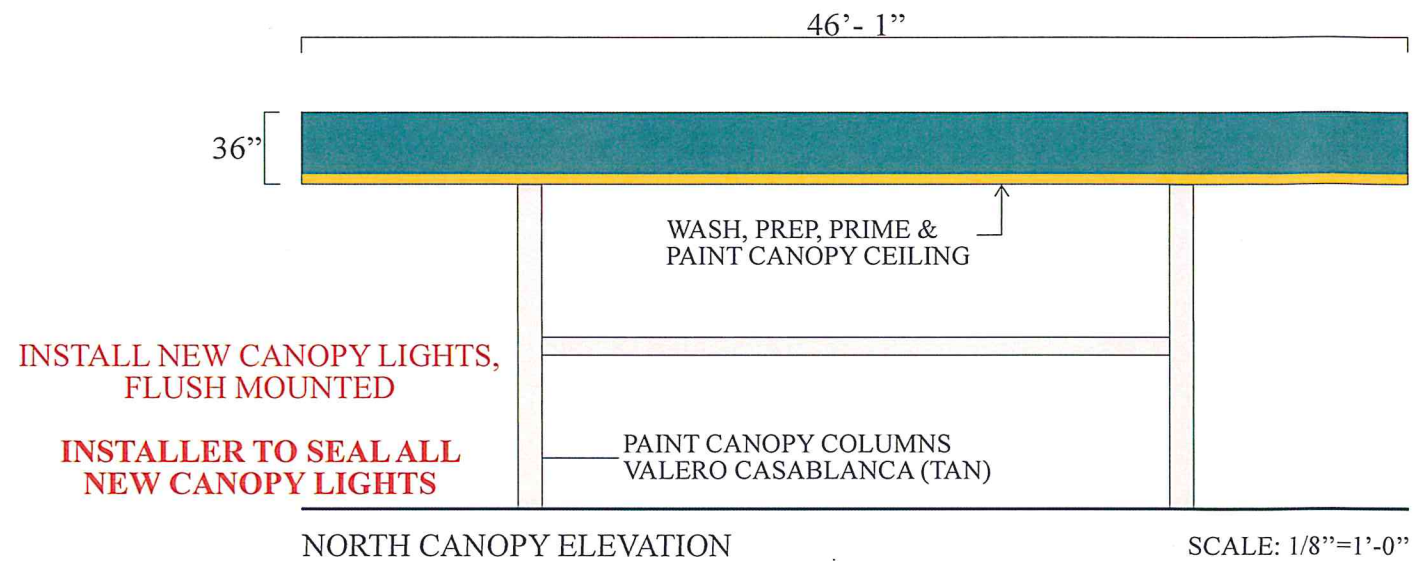 46’- 1”
36”
WASH, PREP, PRIME &
PAINT CANOPY CEILING
INSTALL NEW CANOPY LIGHTS,
FLUSH MOUNTED
INSTALLER TO SEAL ALL
NEW CANOPY LIGHTS
PAINT CANOPY COLUMNS
VALERO CASABLANCA (TAN)
NORTH CANOPY ELEVATION
SCALE: 1/8”=1’-0”